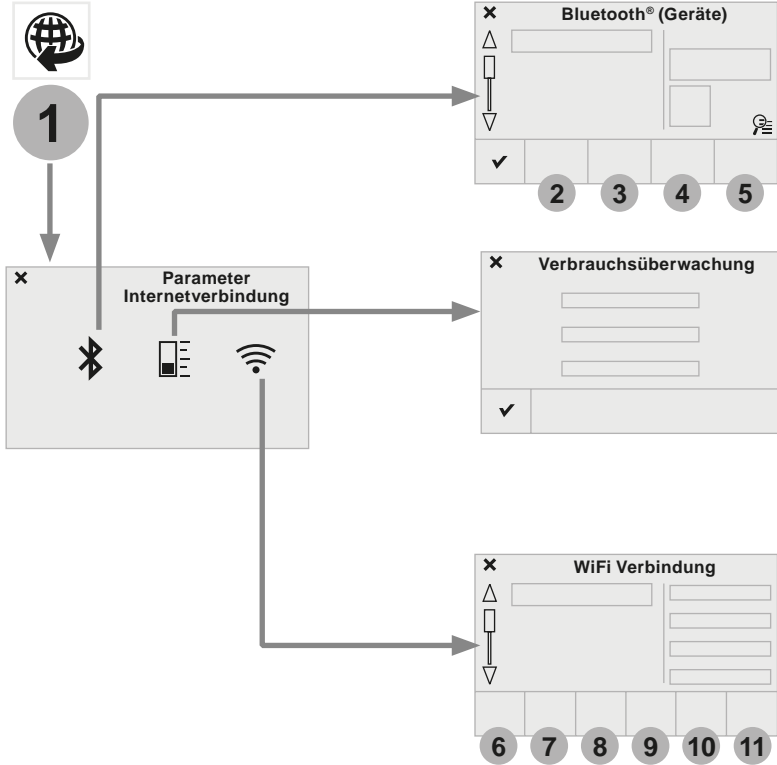 Bluetooth® (Geräte)
1
2
3
4
5
Parameter
Internetverbindung
Verbrauchsüberwachung
WiFi Verbindung
6
7
8
9
10
11